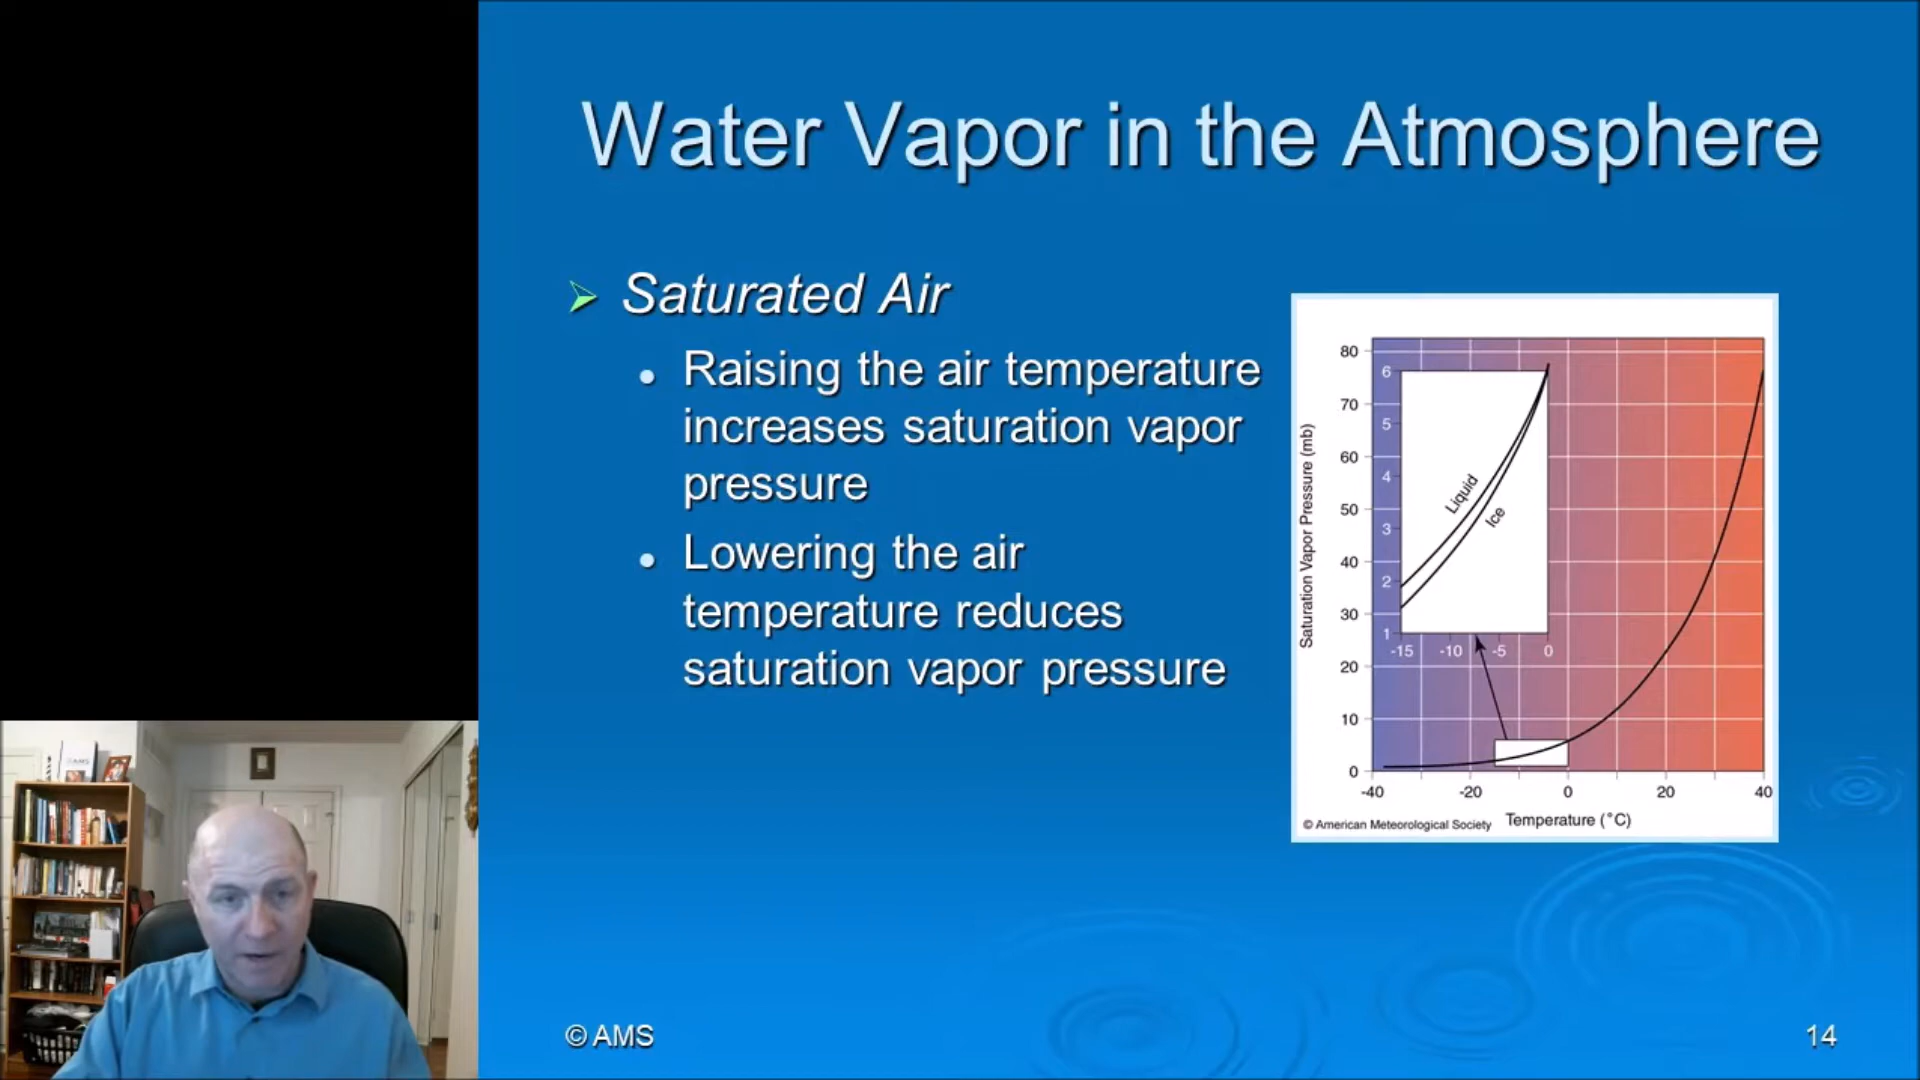 Water Vapor in the Atmosphere
Saturated Air
Raising the air temperature
increases saturation vapor
pressure
Lowering the air
temperature reduces
saturation vapor pressure
Saturation Vapor Pressure (mb)
80
70
60
50
40
30
20
10
0
6
5
4
3
2
1
Liquid
Ice
-15 -10 -5 0
-40 -20 0 20 40
© American Meteorological Society Temperature (°C)
AMS
© AMS
14